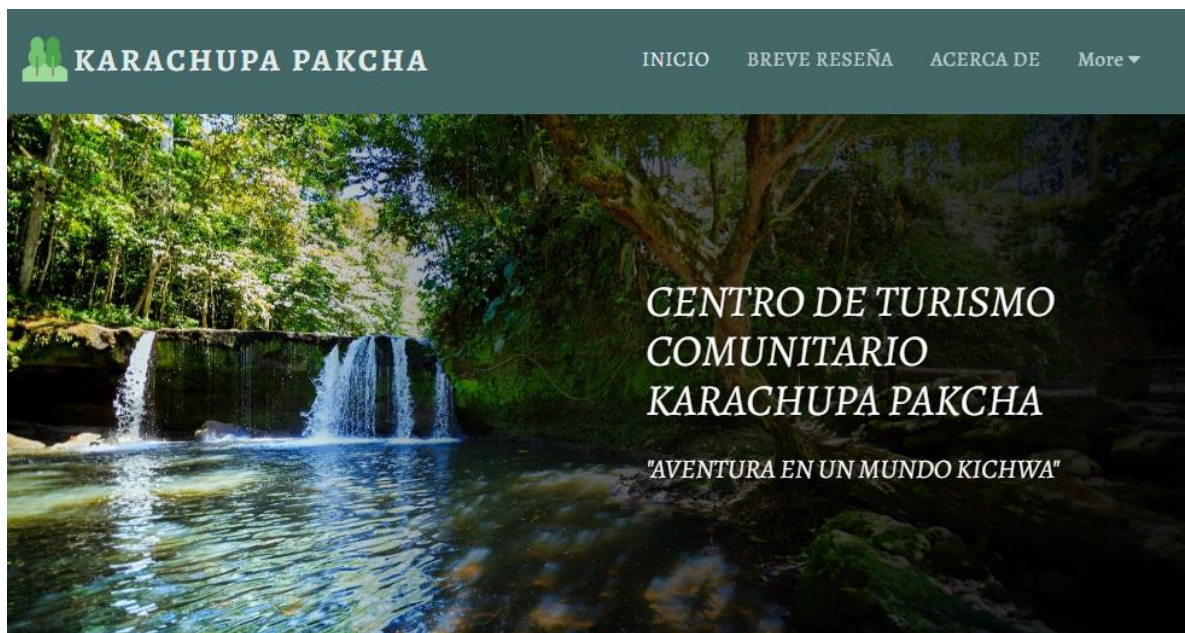 KARACHUPA PAKCHA
INICIO
BREVE RESEÑA
ACERCA DE
More
CENTRO DE TURISMO
COMUNITARIO
KARACHUPA PAKCHA
"AVENTURA EN UN MUNDO KICHWA"